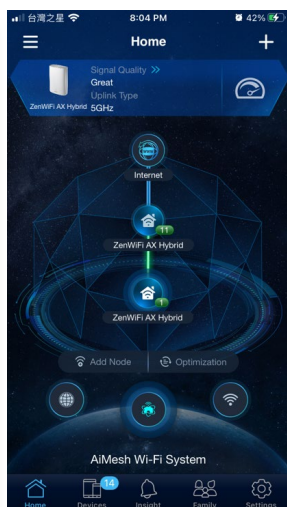 台灣之星 8:04 PM 42%
Home
Signal Quality >>
Great
Uplink Type
ZenWiFi AX Hybrid 5GHz
Internet
11
ZenWiFi AX Hybrid
1
ZenWiFi AX Hybrid
Add Node Optimization
AiMesh Wi-Fi System
14
Home Devices Insight Family Settings